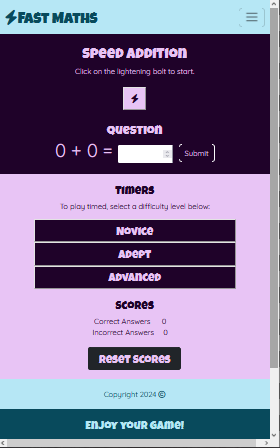 Fast Maths
Speed Addition
Click on the lightening bolt to start.
Question
0 + 0 =
Submit
Timers
To play timed, select a difficulty level below:
Novice
Adept
Advanced
Scores
Correct Answers 0
Incorrect Answers 0
Reset Scores
Copyright 2024 ©
Enjoy your game!